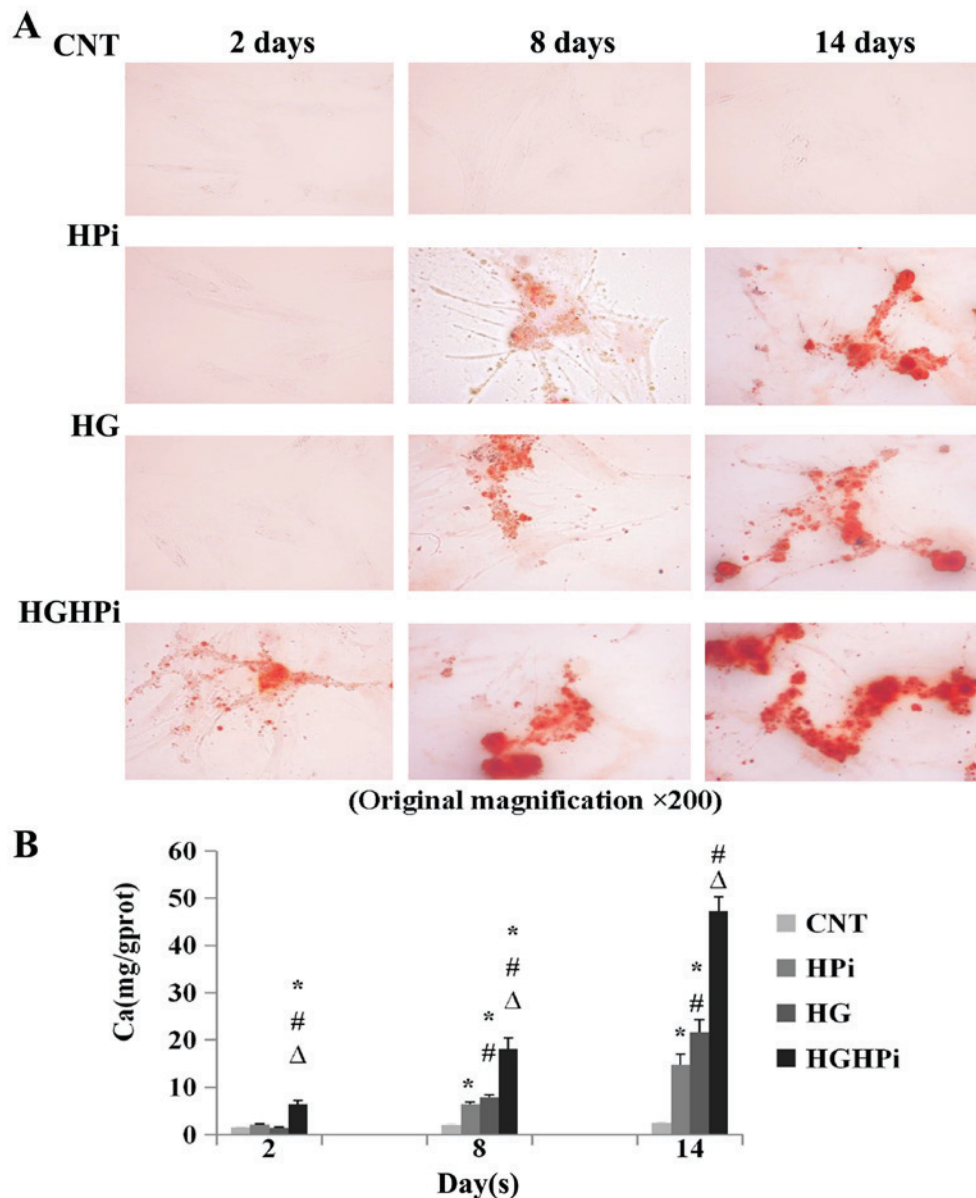 A
CNT 2 days 8 days 14 days
HPi
HG
HGHPi
(Original magnification ×200)
B
Ca(mg/gprot)
60
50
40
30
20
10
0
*
#
Δ
*
*
#
*
#
Δ
*
*
#
#
Δ
2 8 14
Day(s)
CNT
HPi
HG
HGHPi